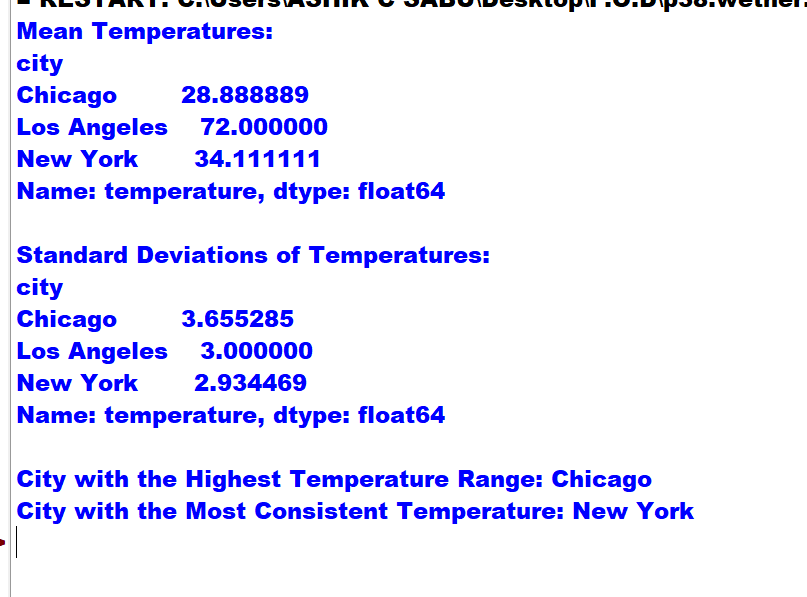 = RESTART: C:\Users\ASHIK C SABU\Desktop\F.O.D\p38.wether.
Mean Temperatures:
city
Chicago 28.888889
Los Angeles 72.000000
New York 34.111111
Name: temperature, dtype: float64
Standard Deviations of Temperatures:
city
Chicago 3.655285
Los Angeles 3.000000
New York 2.934469
Name: temperature, dtype: float64
City with the Highest Temperature Range: Chicago
City with the Most Consistent Temperature: New York